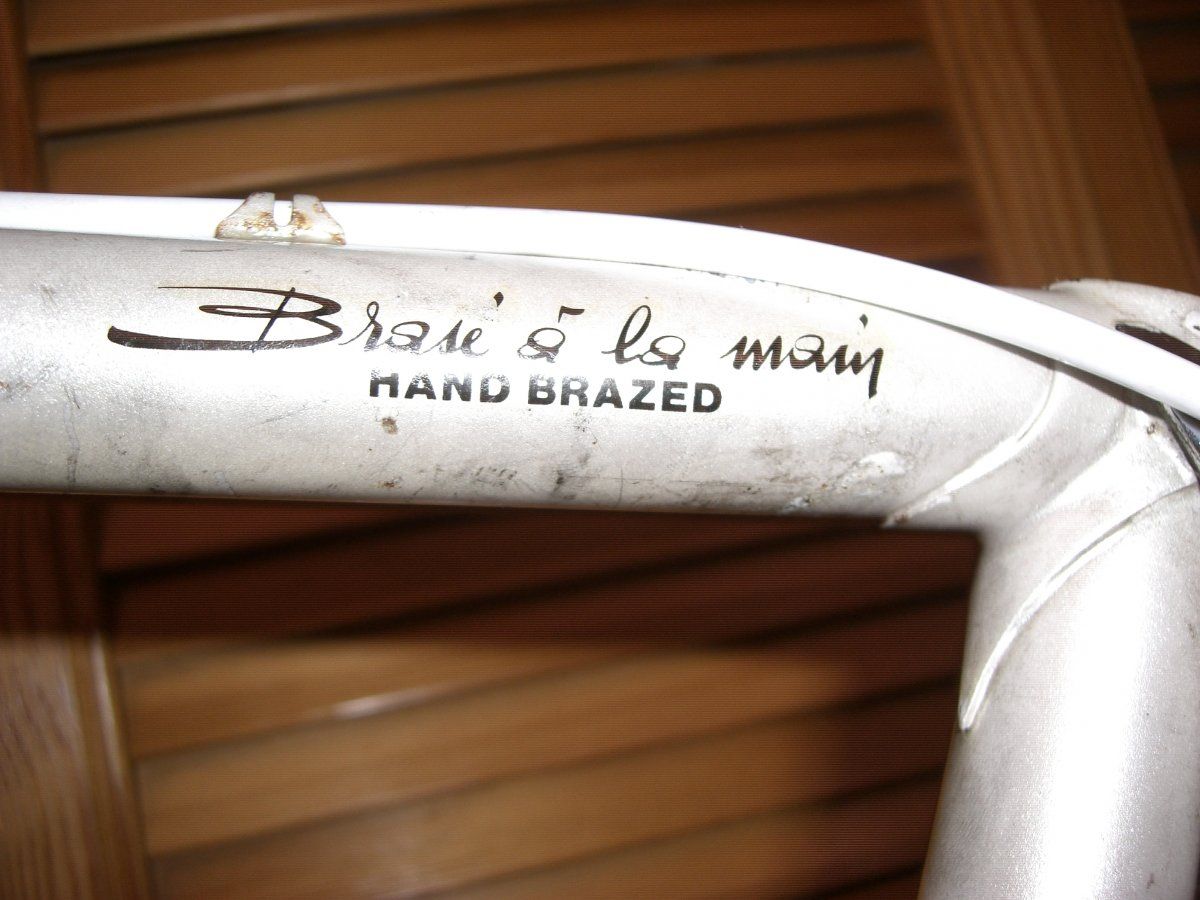 Brasé à la main
HAND BRAZED